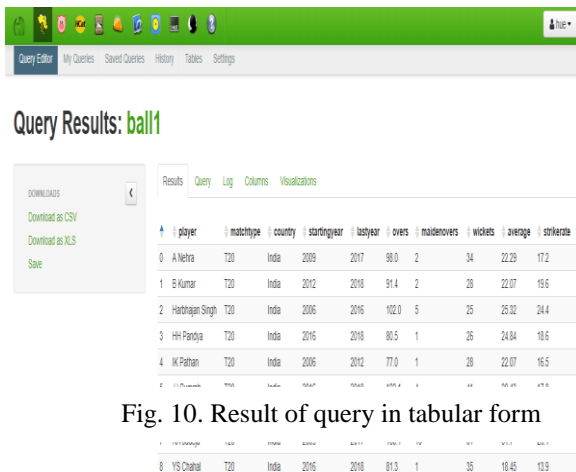 HCat
hue
Query Editor My Queries Saved Queries History Tables Settings
Query Results: ball1
DOWNLOADS
Download as CSV
Download as XLS
Save
Results Query Log Columns Visualizations
player matchtype country startingyear lastyear overs maidenovers wickets average strikerate
0 A Nehra T20 India 2009 2017 98.0 2 34 22.29 17.2
1 B Kumar T20 India 2012 2018 91.4 2 28 22.07 19.6
2 Harbhajan Singh T20 India 2006 2016 102.0 5 25 25.32 24.4
3 HH Pandya T20 India 2016 2018 80.5 1 26 24.84 18.6
4 IK Pathan T20 India 2006 2012 77.0 1 28 22.07 16.5
Fig. 10. Result of query in tabular form
8 YS Chahal T20 India 2016 2018 81.3 1 35 18.45 13.9